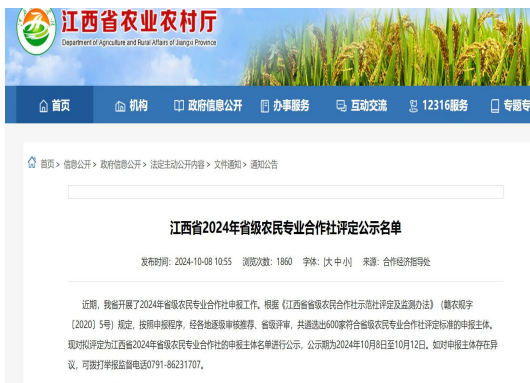 江西省农业农村厅
Department of Agriculture and Rural Affairs of Jiangxi Province
首页 机构 政府信息公开 办事服务 互动交流 12316服务 专题专
首页 > 信息公开 > 政府信息公开 > 法定主动公开内容 > 文件通知 > 通知公告
江西省2024年省级农民专业合作社评定公示名单
发布时间：2024-10-08 10:55 浏览次数：1860 字体：[大 中 小] 来源：合作经济指导处
近期，我省开展了2024年省级农民专业合作社申报工作。根据《江西省省级农民合作社示范社评定及监测办法》（赣农规字
〔2020〕5号）规定，按照申报程序，经各地逐级审核推荐、省级评审，共遴选出600家符合省级农民专业合作社评定标准的申报主体。
现对拟评定为江西省2024年省级农民专业合作社的申报主体名单进行公示，公示期为2024年10月8日至10月12日。如对申报主体存在异
议，可拨打举报监督电话0791-86231707。